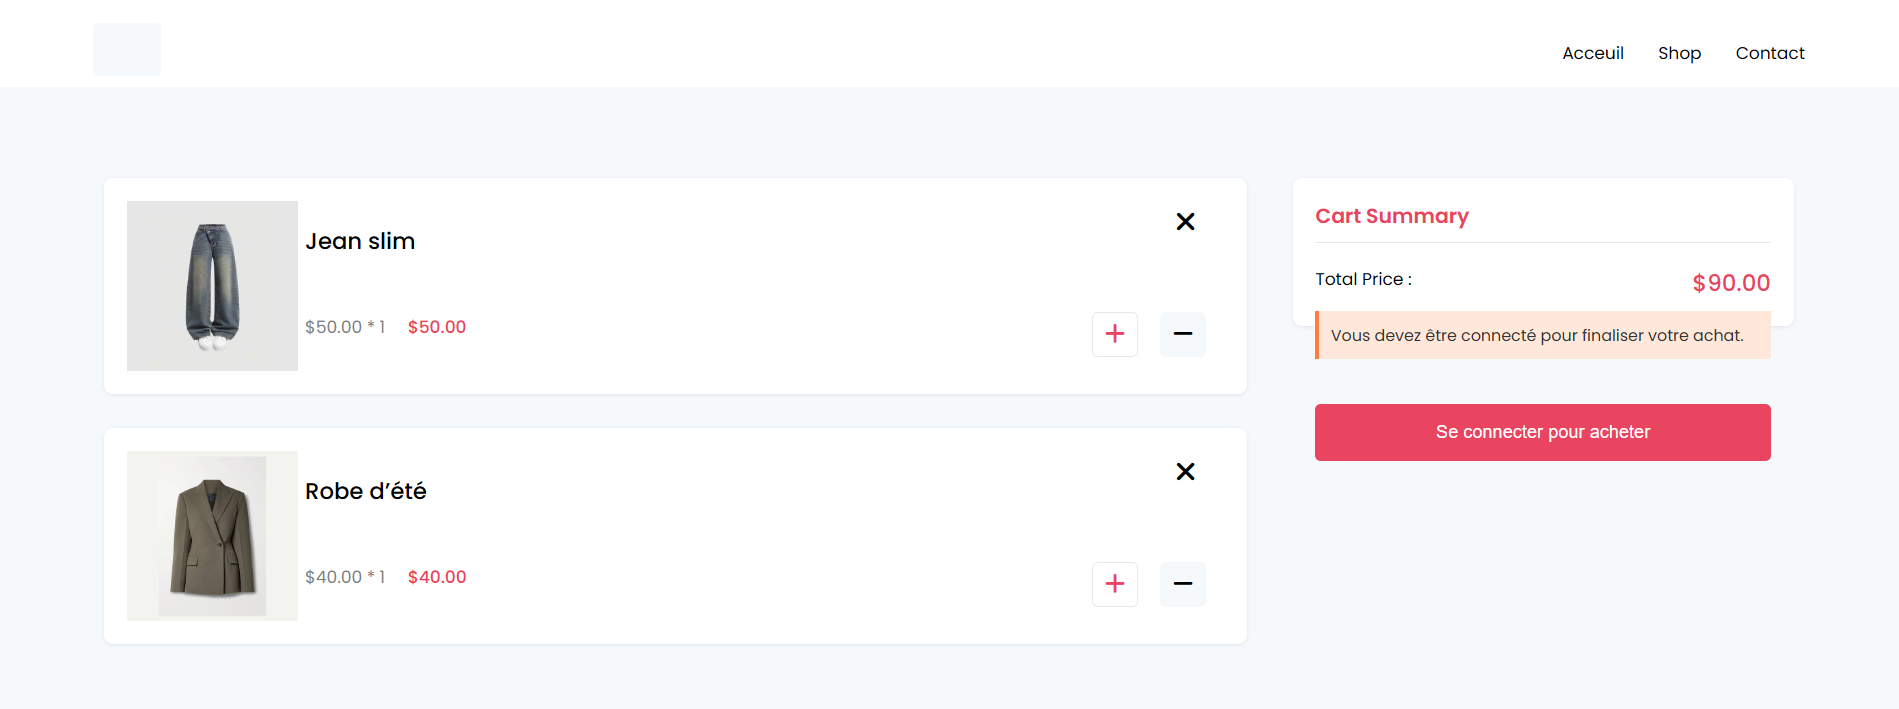 Acceuil Shop Contact
Jean slim
$50.00 * 1 $50.00
Robe d’été
$40.00 * 1 $40.00
Cart Summary
Total Price : $90.00
Vous devez être connecté pour finaliser votre achat.
Se connecter pour acheter